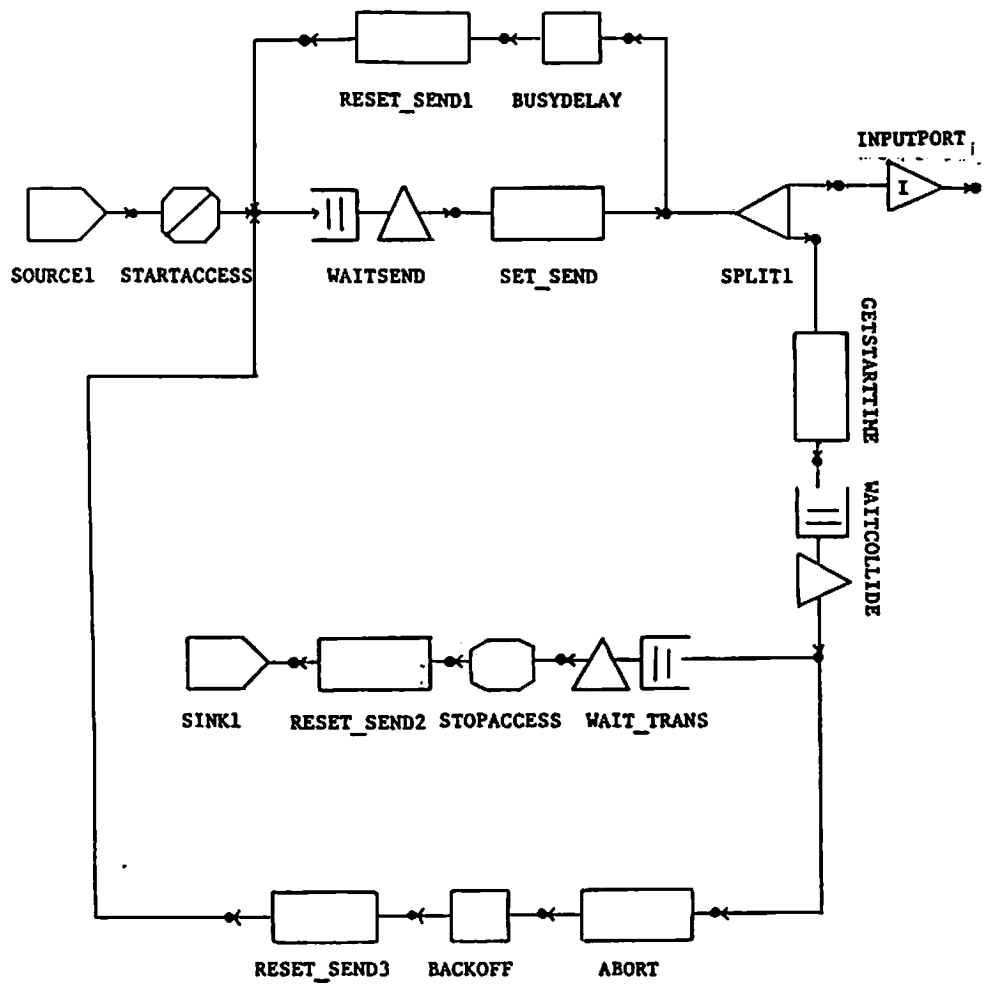 RESET_SEND1
BUSYDELAY
INPUTPORT i
I
SOURCE1
STARTACCESS
WAITSEND
SET_SEND
SPLIT1
GETSTARTTIME
WAITCOLLIDE
SINK1
RESET_SEND2
STOPACCESS
WAIT_TRANS
RESET_SEND3
BACKOFF
ABORT